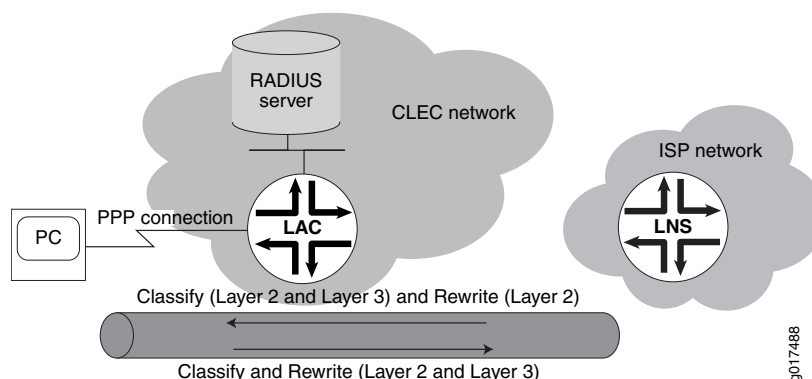 RADIUS
server
CLEC network
ISP network
PPP connection
PC
LAC
LNS
Classify (Layer 2 and Layer 3) and Rewrite (Layer 2)
Classify and Rewrite (Layer 2 and Layer 3)
g017488